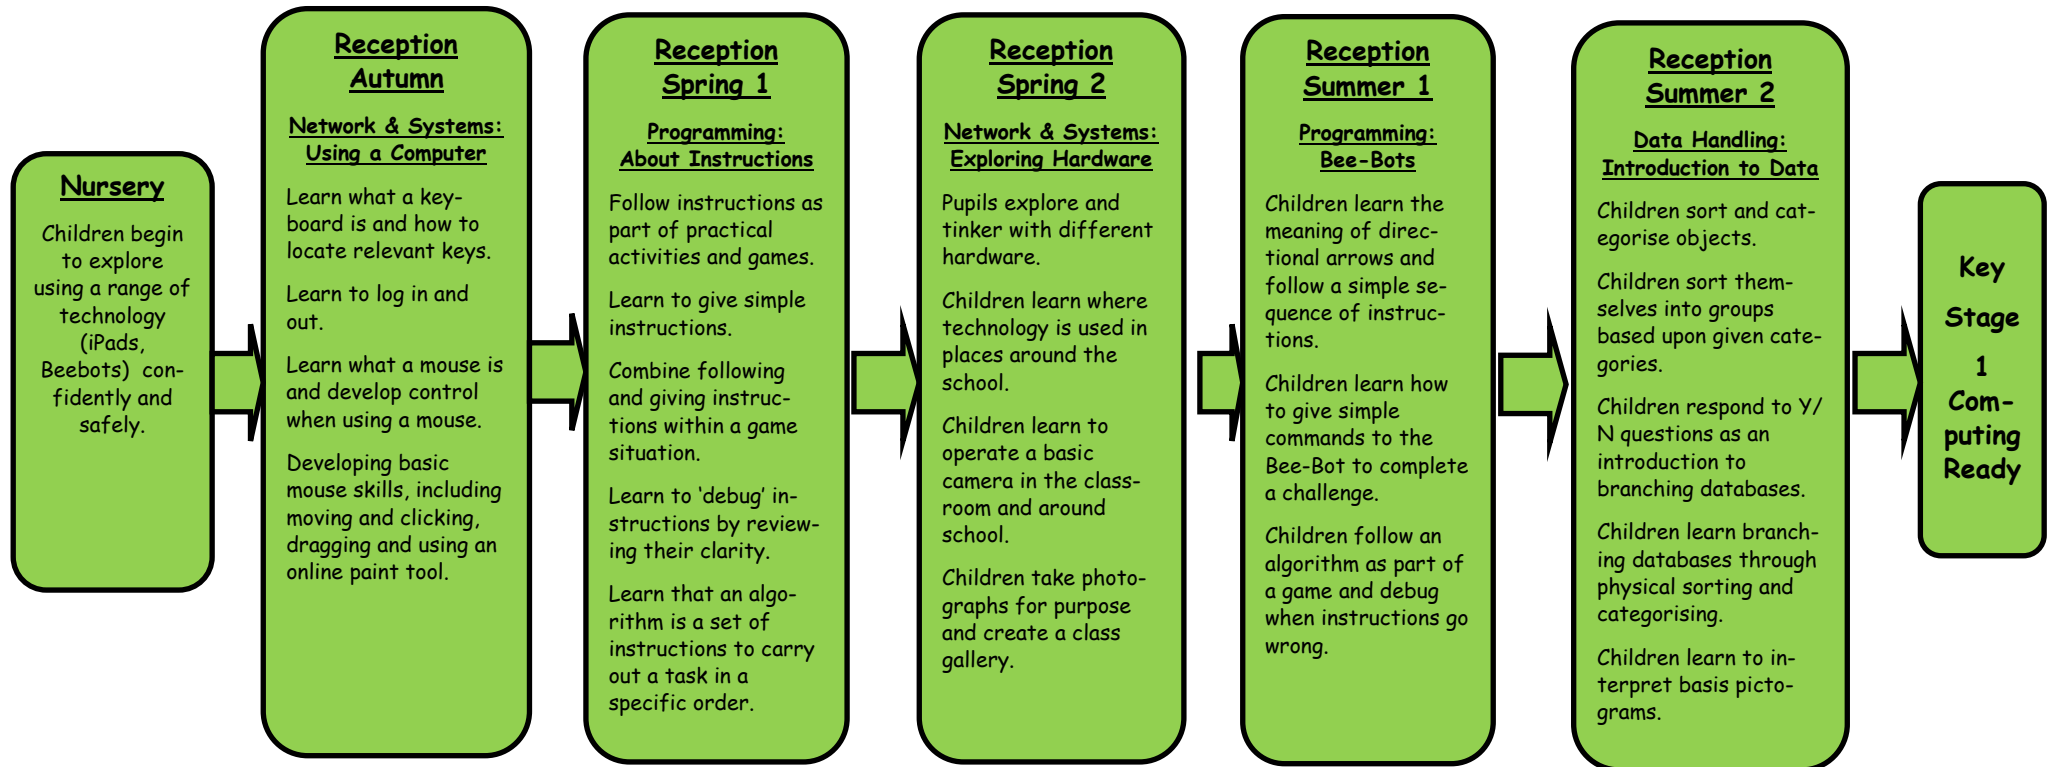 Nursery
Children begin
to explore
using a range of
technology
(iPads,
Beebots)  con-
fidently and
safely.
Reception
Autumn
Network & Systems:
Using a Computer
Learn what a key-
board is and how to
locate relevant keys.
Learn to log in and
out.
Learn what a mouse is
and develop control
when using a mouse.
Developing basic
mouse skills, including
moving and clicking,
dragging and using an
online paint tool.
Reception
Spring 1
Programming:
About Instructions
Follow instructions as
part of practical
activities and games.
Learn to give simple
instructions.
Combine following
and giving instruc-
tions within a game
situation.
Learn to ‘debug’ in-
structions by review-
ing their clarity.
Learn that an algo-
rithm is a set of
instructions to carry
out a task in a
specific order.
Reception
Spring 2
Network & Systems:
Exploring Hardware
Pupils explore and
tinker with different
hardware.
Children learn where
technology is used in
places around the
school.
Children learn to
operate a basic
camera in the class-
room and around
school.
Children take photo-
graphs for purpose
and create a class
gallery.
Reception
Summer 1
Programming:
Bee-Bots
Children learn the
meaning of direc-
tional arrows and
follow a simple se-
quence of instruc-
tions.
Children learn how
to give simple
commands to the
Bee-Bot to complete
a challenge.
Children follow an
algorithm as part of
a game and debug
when instructions go
wrong.
Reception
Summer 2
Data Handling:
Introduction to Data
Children sort and cat-
egorise objects.
Children sort them-
selves into groups
based upon given cate-
gories.
Children respond to Y/
N questions as an
introduction to
branching databases.
Children learn branch-
ing databases through
physical sorting and
categorising.
Children learn to in-
terpret basis picto-
grams.
Key
Stage
1
Com-
puting
Ready